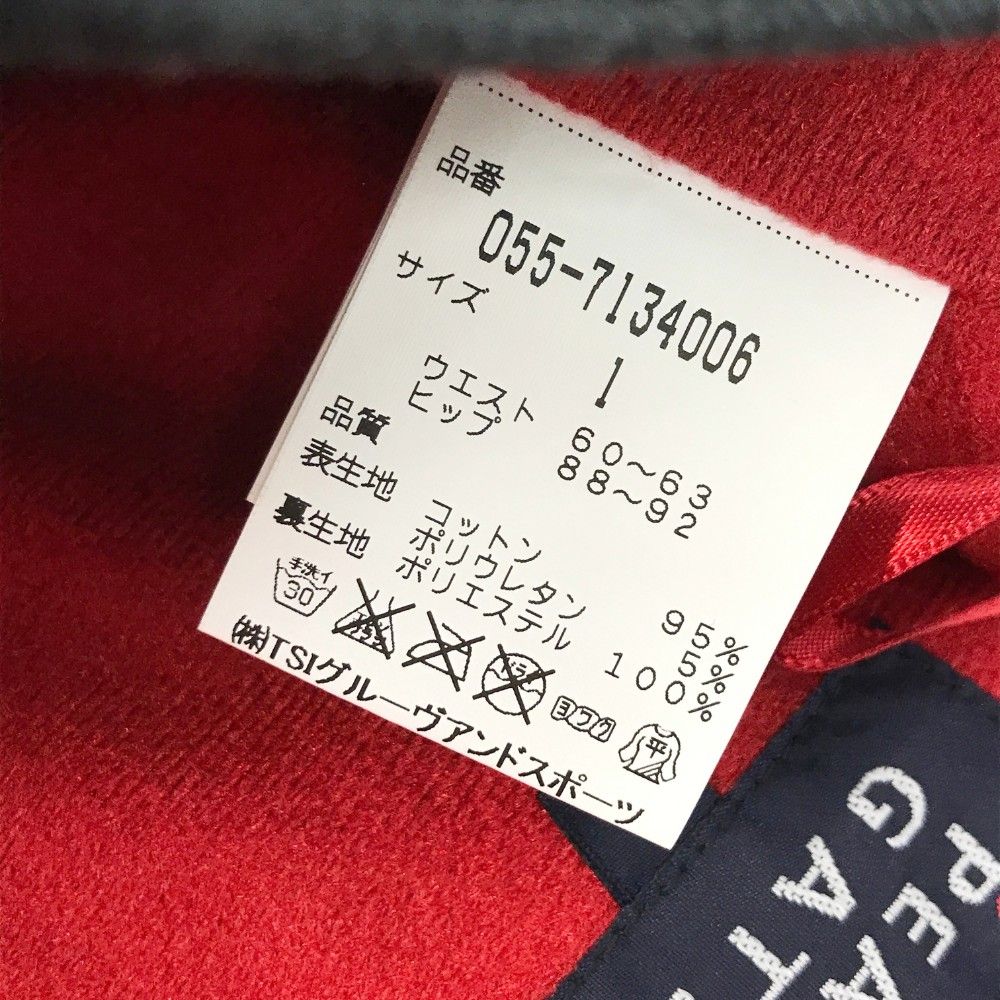 品番
055-7134006
サイズ
1
ウエスト 60～63
ヒップ 88～92
品質
表生地 コットン 95%
ポリウレタン 5%
裏生地 ポリエステル 100%
手洗イ
30
ドライ
ヨワク
平
(株)TSIグルーヴアンドスポーツ
PEA
GAT